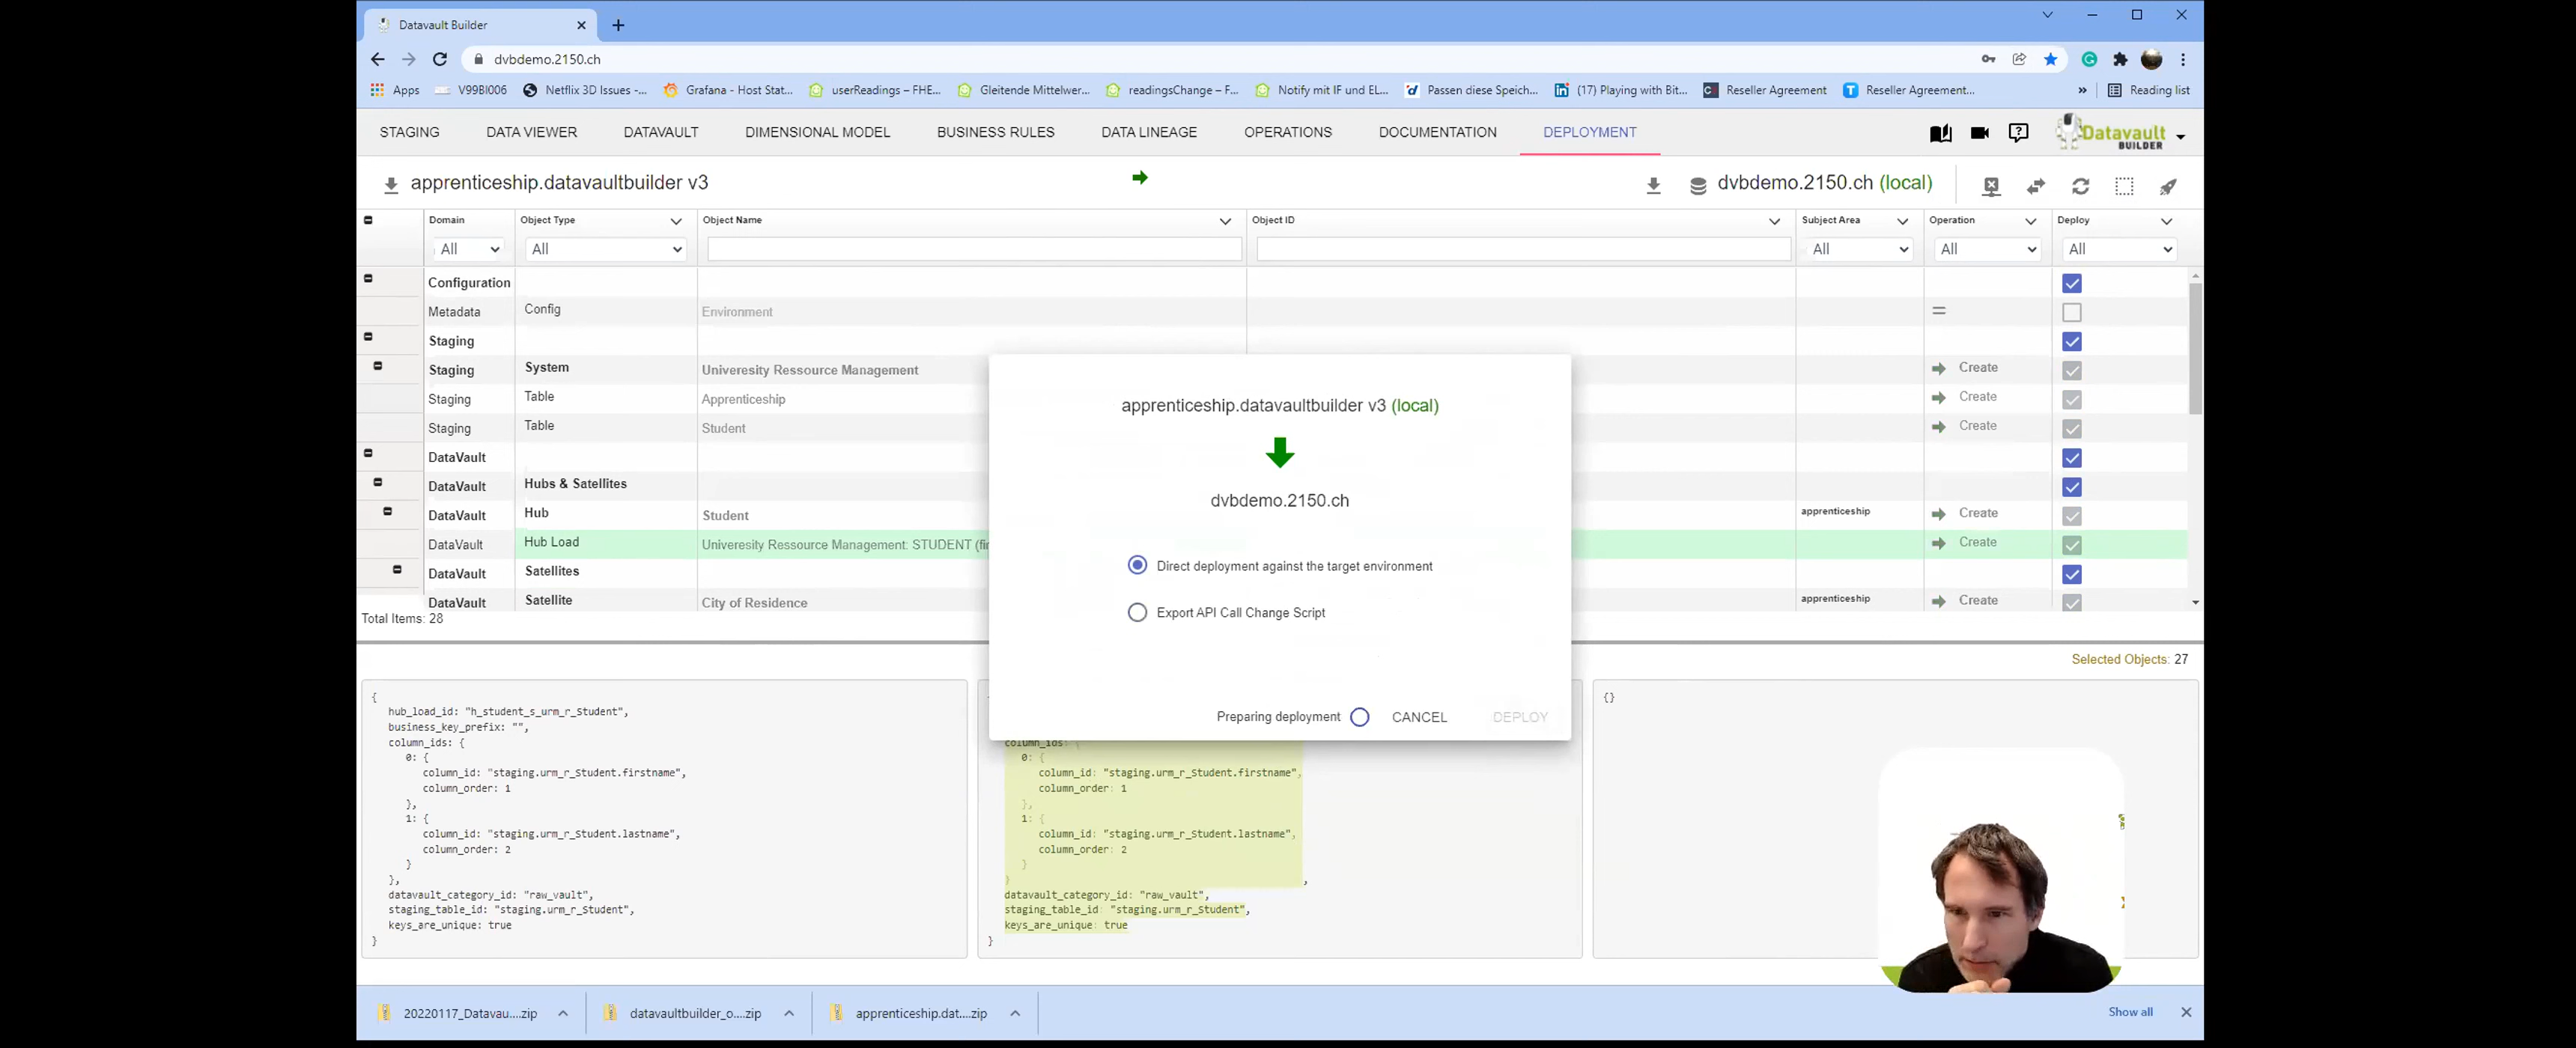 Datavault Builder
dvbdemo.2150.ch
Apps V99BI006 Netflix 3D Issues -... Grafana - Host Stat... userReadings – FHE... Gleitende Mittelwer... readingsChange – F... Notify mit IF und EL... Passen diese Speich... (17) Playing with Bit... Reseller Agreement Reseller Agreement... » Reading list
STAGING DATA VIEWER DATAVAULT DIMENSIONAL MODEL BUSINESS RULES DATA LINEAGE OPERATIONS DOCUMENTATION DEPLOYMENT Datavault BUILDER
apprenticeship.datavaultbuilder v3 dvbdemo.2150.ch (local)
Domain Object Type Object Name Object ID Subject Area Operation Deploy
All All All All All
Configuration
Metadata Config Environment =
Staging
Staging System Univeresity Ressource Management Create
Staging Table Apprenticeship Create
Staging Table Student Create
DataVault
DataVault Hubs & Satellites
DataVault Hub Student apprenticeship Create
DataVault Hub Load Univeresity Ressource Management: STUDENT (fir Create
DataVault Satellites
DataVault Satellite City of Residence apprenticeship Create
Total Items: 28
apprenticeship.datavaultbuilder v3 (local)
dvbdemo.2150.ch
Direct deployment against the target environment
Export API Call Change Script
Preparing deployment CANCEL DEPLOY
Selected Objects: 27
{
hub_load_id: "h_student_s_urm_r_Student",
business_key_prefix: "",
column_ids: {
0: {
column_id: "staging.urm_r_Student.firstname",
column_order: 1
},
1: {
column_id: "staging.urm_r_Student.lastname",
column_order: 2
}
},
datavault_category_id: "raw_vault",
staging_table_id: "staging.urm_r_Student",
keys_are_unique: true
}
column_ids: {
0: {
column_id: "staging.urm_r_Student.firstname",
column_order: 1
},
1: {
column_id: "staging.urm_r_Student.lastname",
column_order: 2
}
},
datavault_category_id: "raw_vault",
staging_table_id: "staging.urm_r_Student",
keys_are_unique: true
}
{}
20220117_Datavau....zip datavaultbuilder_o....zip apprenticeship.dat....zip Show all